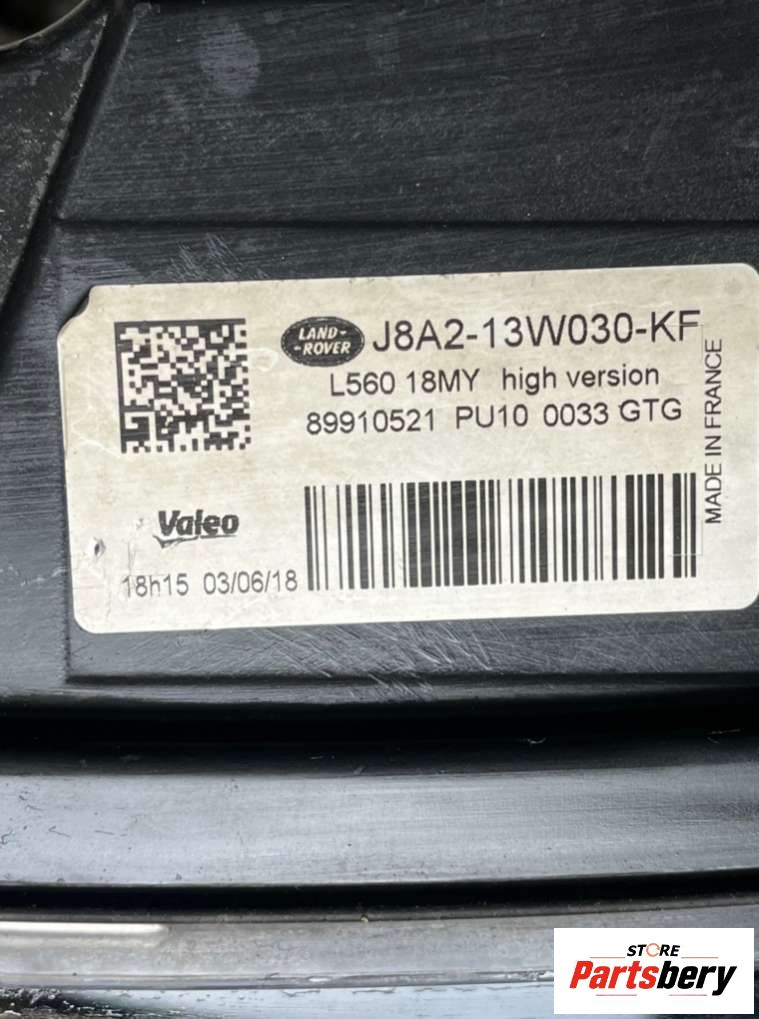 LAND-
-ROVER
J8A2-13W030-KF
L560 18MY high version
89910521 PU10 0033 GTG
MADE IN FRANCE
Valeo
18h15 03/06/18
STORE
Partsbery